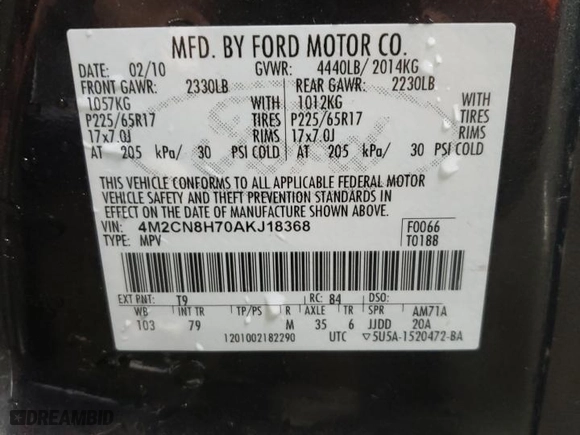 MFD. BY FORD MOTOR CO.
DATE: 02/10 GVWR: 4440LB/ 2014KG
FRONT GAWR: 2330LB REAR GAWR: 2230LB
1057KG WITH 1012KG WITH
P225/65R17 TIRES P225/65R17 TIRES
17x7.0J RIMS 17x7.0J RIMS
AT 205 kPa/ 30 PSI COLD AT 205 kPa/ 30 PSI COLD
THIS VEHICLE CONFORMS TO ALL APPLICABLE FEDERAL MOTOR
VEHICLE SAFETY AND THEFT PREVENTION STANDARDS IN
EFFECT ON THE DATE OF MANUFACTURE SHOWN ABOVE.
VIN: 4M2CN8H70AKJ18368 F0066
TYPE: MPV T0188
EXT PNT: T9 RC: 84 DSO:
WB INT TR TP/PS R AXLE TR SPR AM71A
103 79 M 35 6 JJDD 20A
1201002182290 UTC ▽5U5A-1520472-BA
DREAMBID